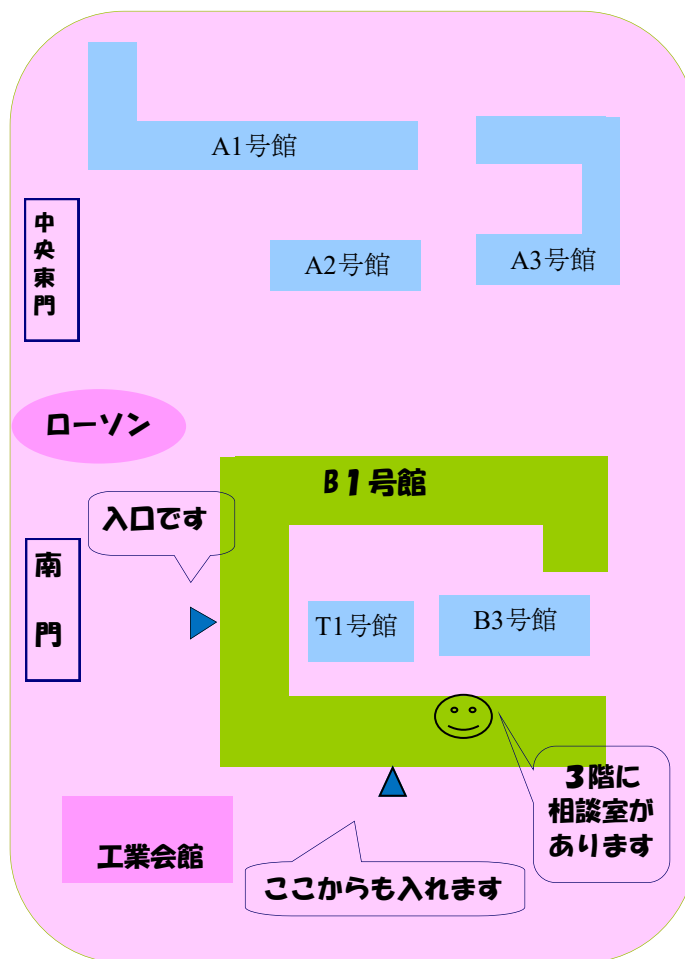 A1号館
中央東門
A2号館
A3号館
ローソン
B1号館
入口です
南門
T1号館
B3号館
3階に
相談室が
あります
工業会館
ここからも入れます